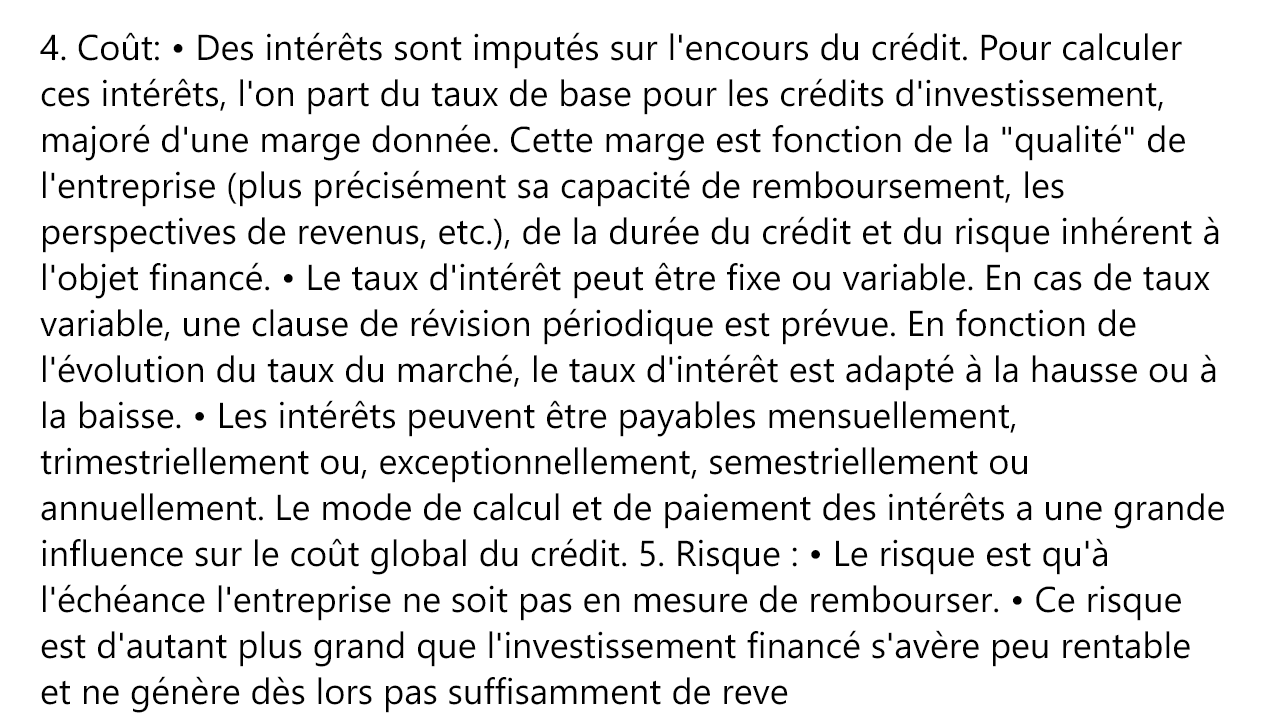 4. Coût: • Des intérêts sont imputés sur l'encours du crédit. Pour calculer
ces intérêts, l'on part du taux de base pour les crédits d'investissement,
majoré d'une marge donnée. Cette marge est fonction de la "qualité" de
l'entreprise (plus précisément sa capacité de remboursement, les
perspectives de revenus, etc.), de la durée du crédit et du risque inhérent à
l'objet financé. • Le taux d'intérêt peut être fixe ou variable. En cas de taux
variable, une clause de révision périodique est prévue. En fonction de
l'évolution du taux du marché, le taux d'intérêt est adapté à la hausse ou à
la baisse. • Les intérêts peuvent être payables mensuellement,
trimestriellement ou, exceptionnellement, semestriellement ou
annuellement. Le mode de calcul et de paiement des intérêts a une grande
influence sur le coût global du crédit. 5. Risque : • Le risque est qu'à
l'échéance l'entreprise ne soit pas en mesure de rembourser. • Ce risque
est d'autant plus grand que l'investissement financé s'avère peu rentable
et ne génère dès lors pas suffisamment de reve